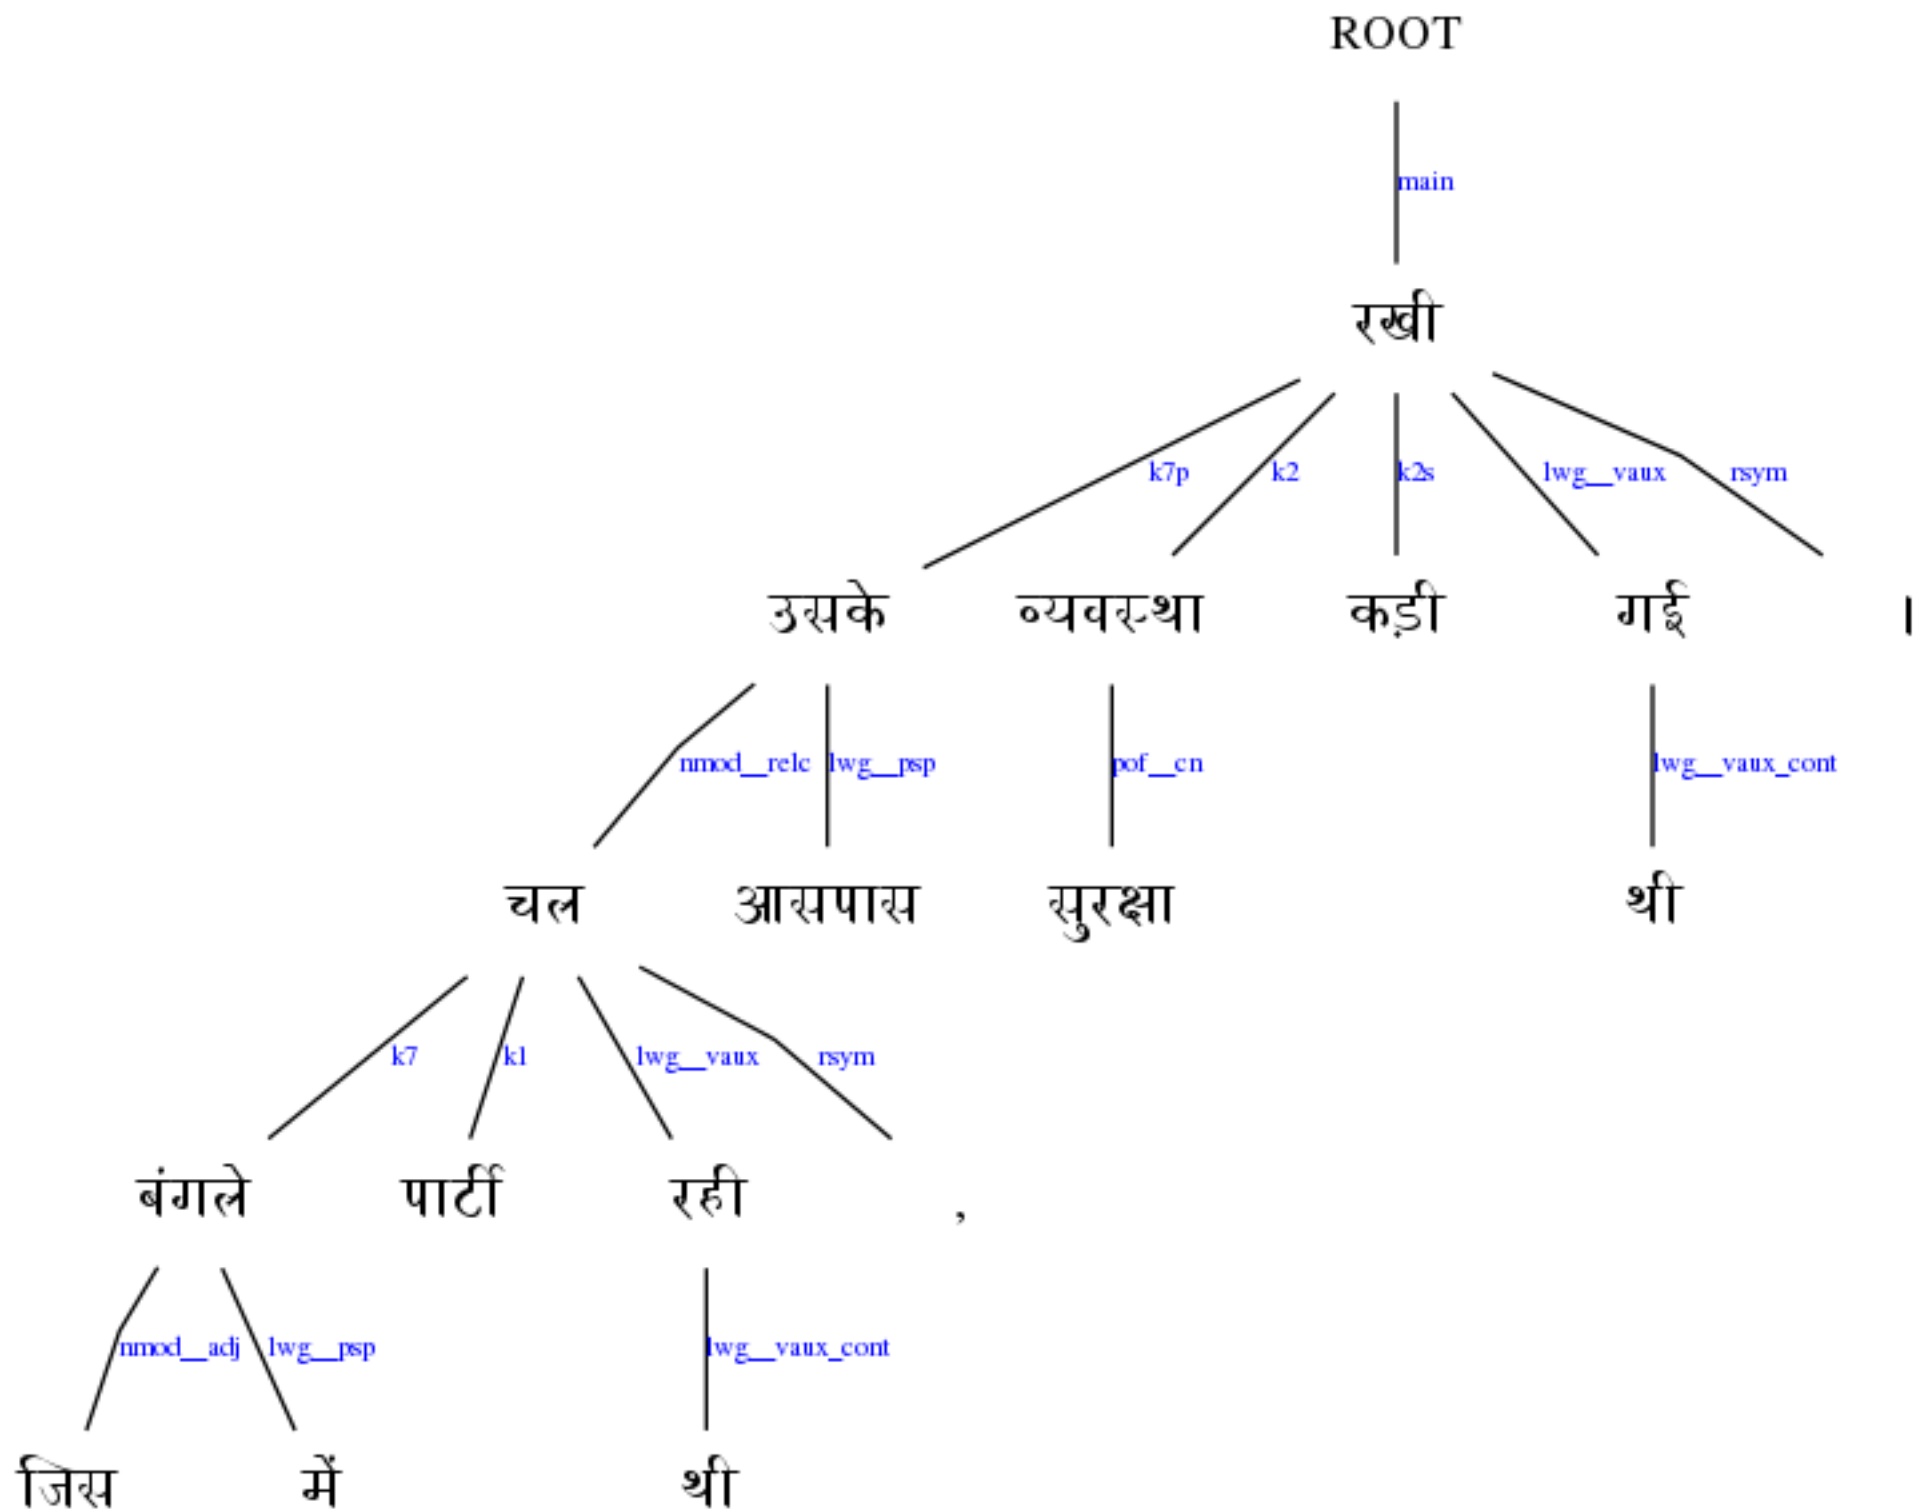 ROOT
main
रखी
k7p k2 k2s lwg__vaux rsym
उसके व्यवस्था कड़ी गई ।
nmod__relc lwg__psp pof__cn lwg__vaux_cont
चल आसपास सुरक्षा थी
k7 k1 lwg__vaux rsym
बंगले पार्टी रही ,
nmod__adj lwg__psp lwg__vaux_cont
जिस में थी